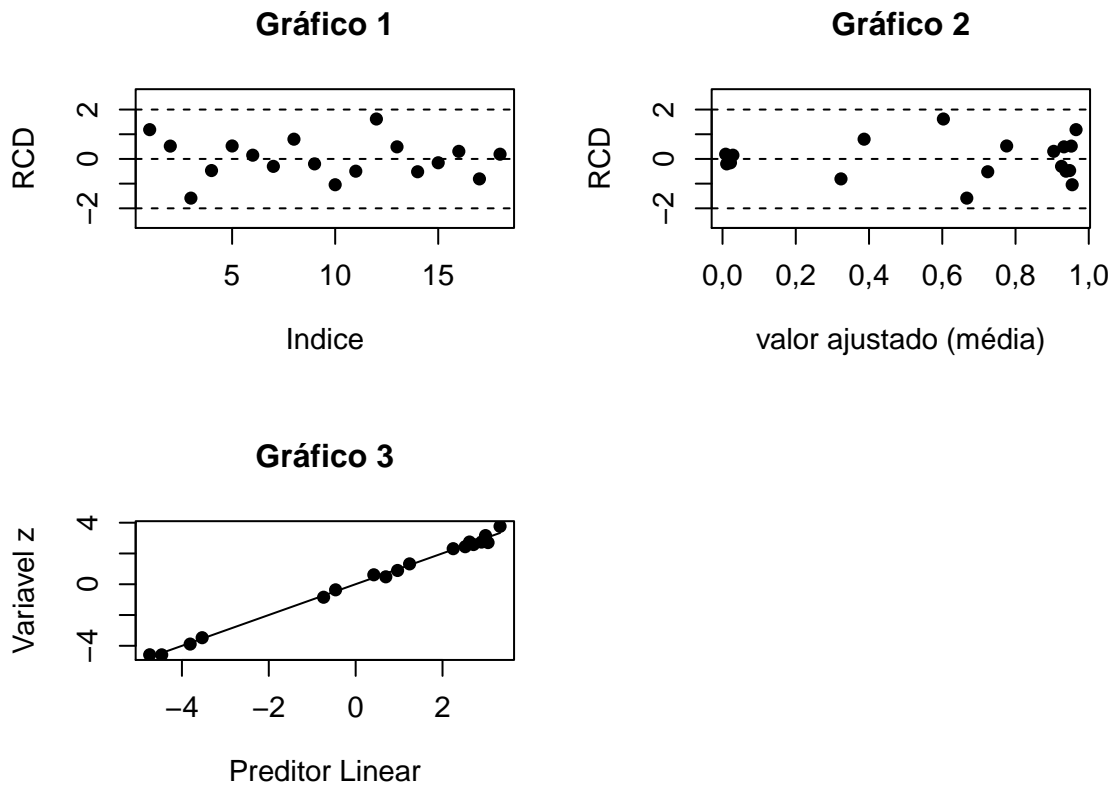 Gráfico 1
RCD
2
0
−2
5 10 15
Indice
Gráfico 2
RCD
2
0
−2
0,0 0,2 0,4 0,6 0,8 1,0
valor ajustado (média)
Gráfico 3
Variavel z
4
0
−4
−4 −2 0 2
Preditor Linear